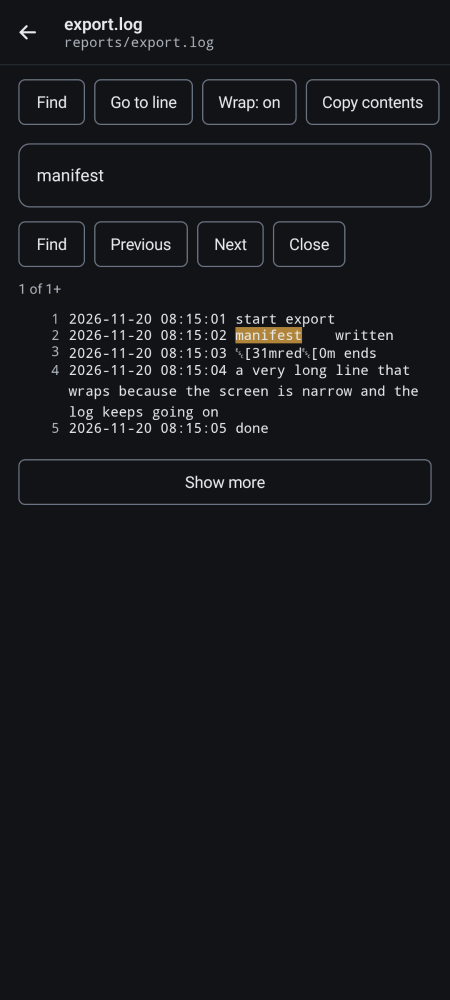 export.log
reports/export.log
Find
Go to line
Wrap: on
Copy contents
manifest
Find
Previous
Next
Close
1 of 1+
1 2026-11-20 08:15:01 start export
2 2026-11-20 08:15:02 manifest    written
3 2026-11-20 08:15:03 ␛[31mred␛[0m ends
4 2026-11-20 08:15:04 a very long line that
wraps because the screen is narrow and the
log keeps going on
5 2026-11-20 08:15:05 done
Show more